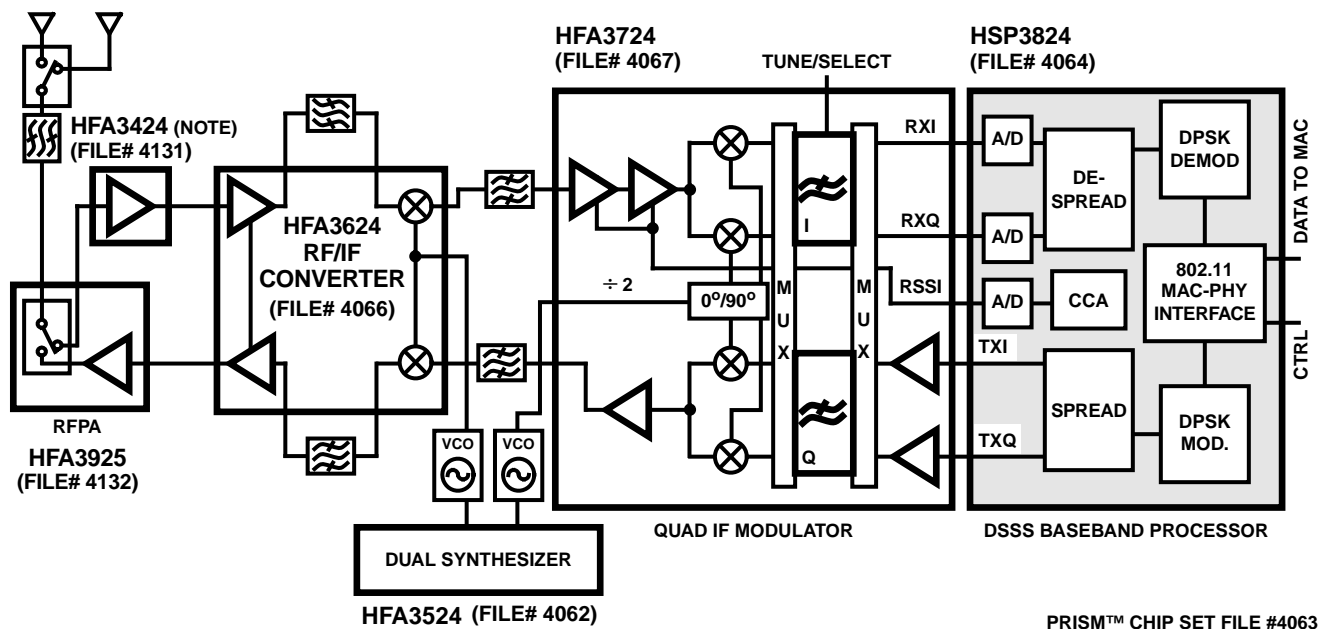 HFA3424 (NOTE)
(FILE# 4131)
HFA3624
RF/IF
CONVERTER
(FILE# 4066)
RFPA
HFA3925
(FILE# 4132)
VCO
VCO
DUAL SYNTHESIZER
HFA3524 (FILE# 4062)
HFA3724
(FILE# 4067)
TUNE/SELECT
÷ 2
0°/90°
M
U
X
I
Q
M
U
X
QUAD IF MODULATOR
RXI
RXQ
RSSI
TXI
TXQ
HSP3824
(FILE# 4064)
A/D
A/D
A/D
DE-
SPREAD
CCA
SPREAD
DPSK
DEMOD
802.11
MAC-PHY
INTERFACE
DPSK
MOD.
DATA TO MAC
CTRL
DSSS BASEBAND PROCESSOR
PRISM™ CHIP SET FILE #4063